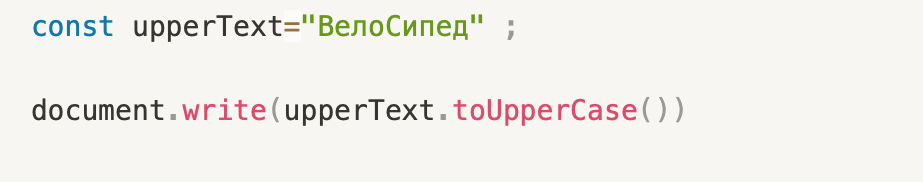 const upperText="ВелоСипед" ;
document.write(upperText.toUpperCase())